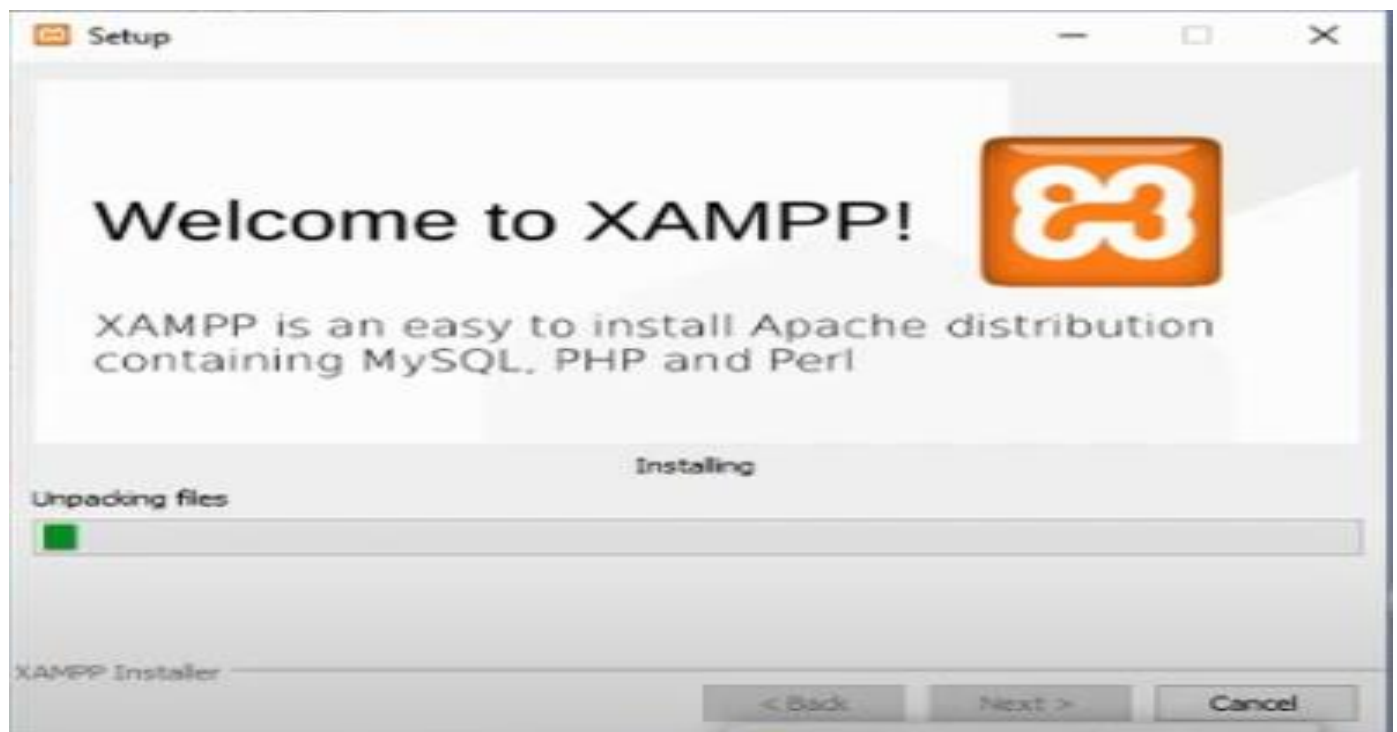 Setup
Welcome to XAMPP!
XAMPP is an easy to install Apache distribution
containing MySQL, PHP and Perl
Installing
Unpacking files
XAMPP Installer
< Back
Next >
Cancel